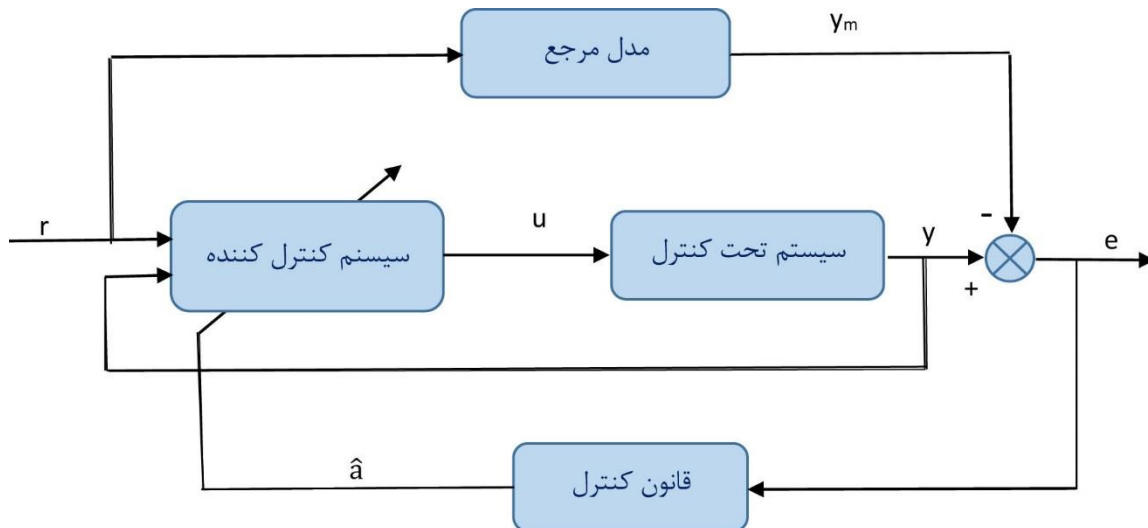 yₘ
مدل مرجع
r
سیسنم کنترل کننده
u
سیستم تحت کنترل
y
-
+
e
â
قانون کنترل